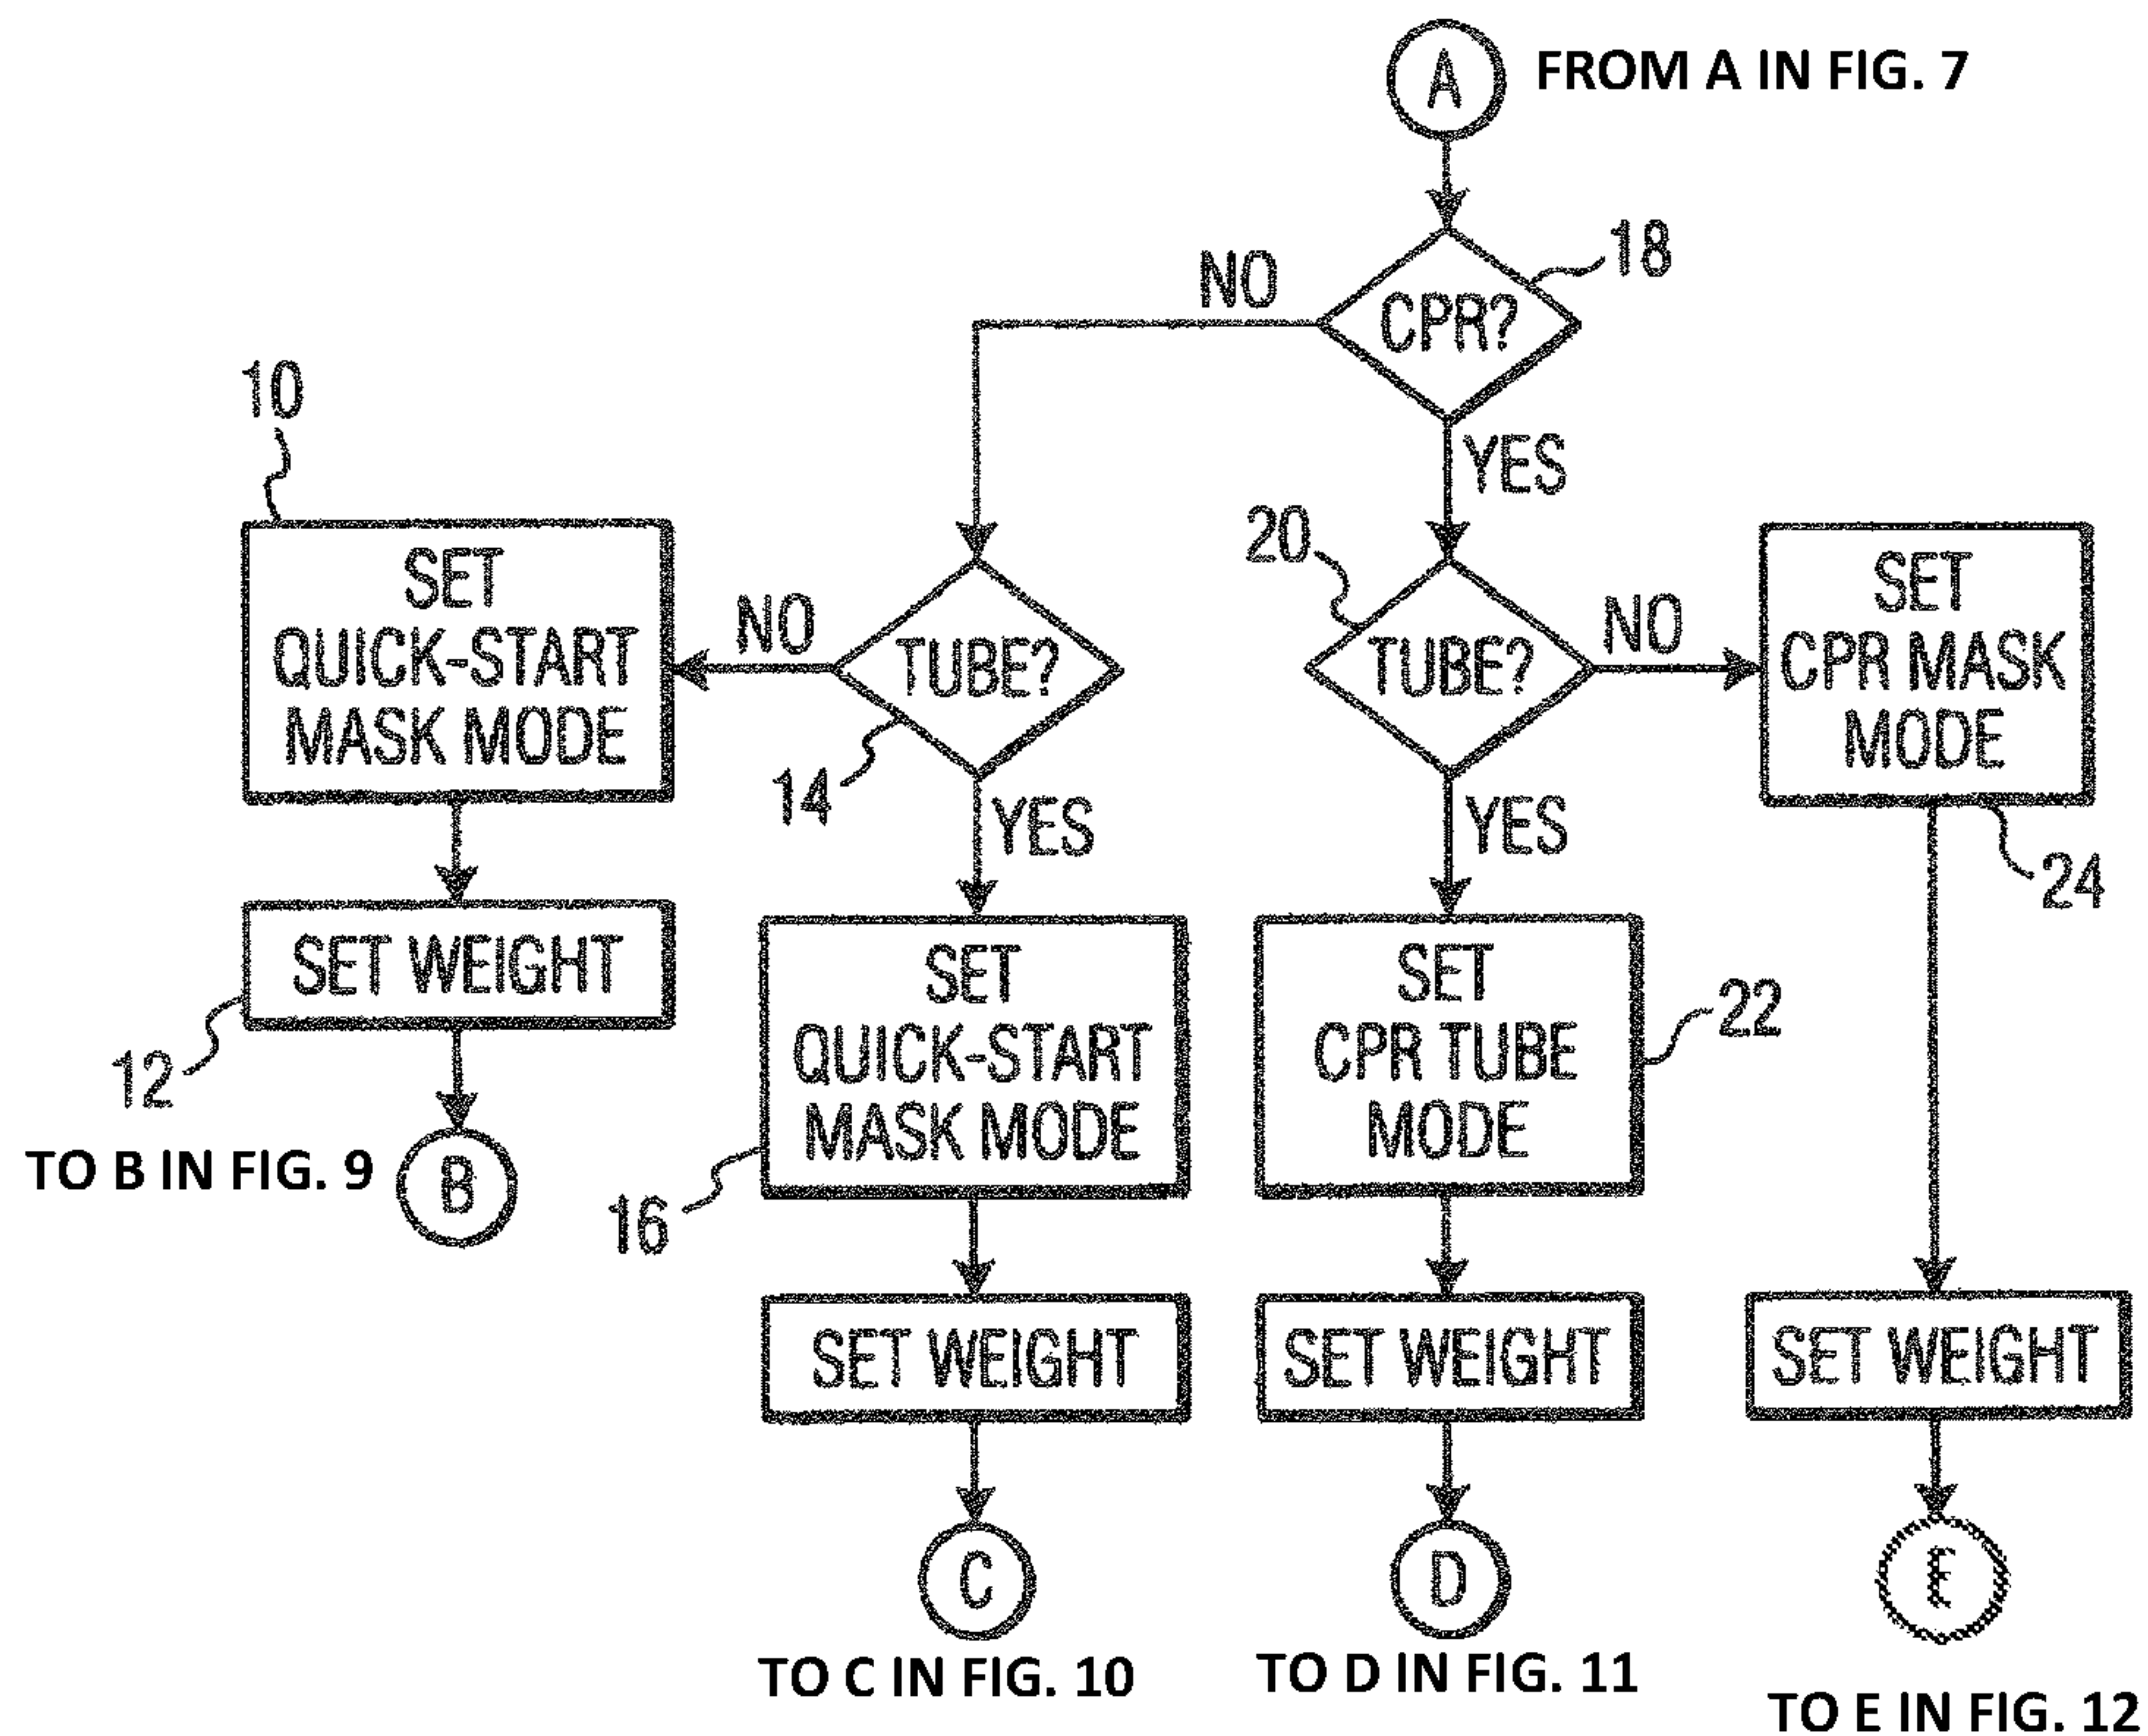 A
FROM A IN FIG. 7
18
NO
CPR?
YES
10
SET
QUICK-START
MASK MODE
NO
TUBE?
14
YES
20
TUBE?
NO
YES
SET
CPR MASK
MODE
24
SET WEIGHT
12
TO B IN FIG. 9
B
SET
QUICK-START
MASK MODE
16
SET
CPR TUBE
MODE
22
SET WEIGHT
SET WEIGHT
SET WEIGHT
C
D
E
TO C IN FIG. 10
TO D IN FIG. 11
TO E IN FIG. 12